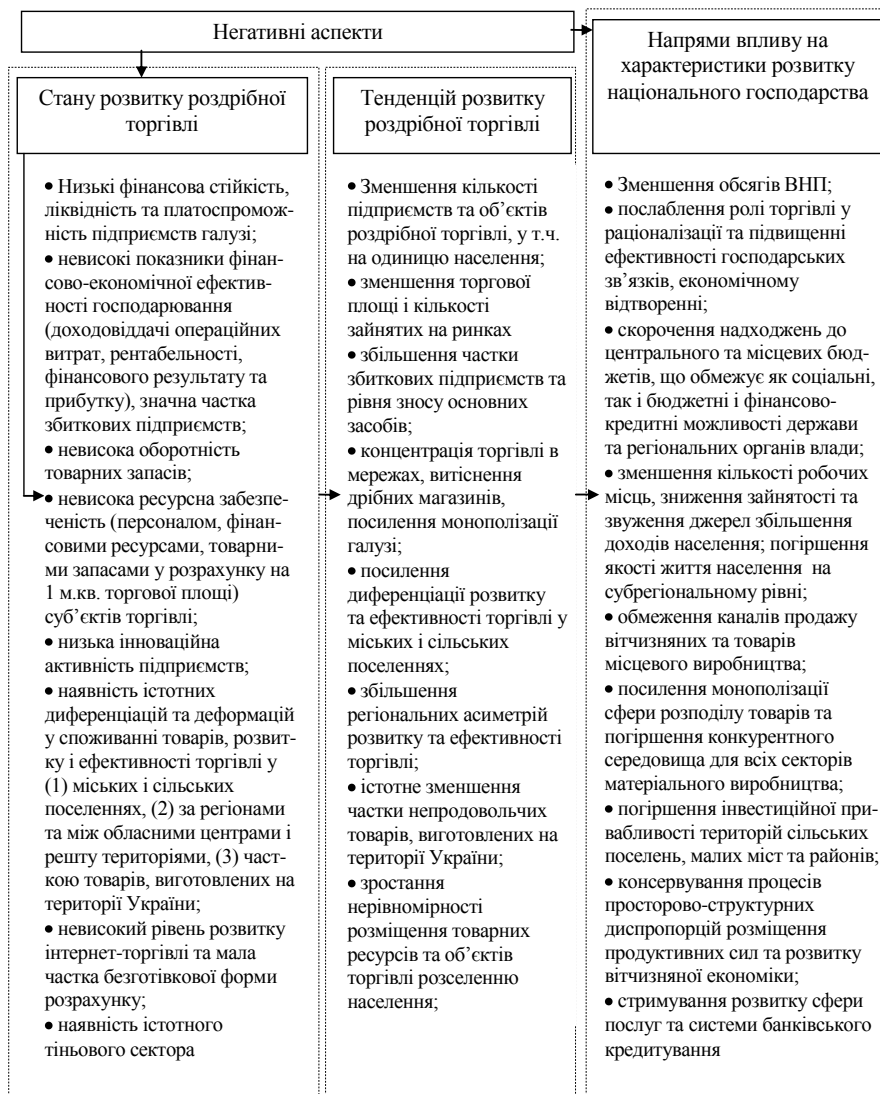 Негативні аспекти
Напрями впливу на
характеристики розвитку
національного господарства
Стану розвитку роздрібної
торгівлі
Тенденцій розвитку
роздрібної торгівлі
• Низькі фінансова стійкість,
ліквідність та платоспромож-
ність підприємств галузі;
• невисокі показники фінан-
сово-економічної ефектив-
ності господарювання
(доходовіддачі операційних
витрат, рентабельності,
фінансового результату та
прибутку), значна частка
збиткових підприємств;
• невисока оборотність
товарних запасів;
• невисока ресурсна забезпе-
ченість (персоналом, фінан-
совими ресурсами, товарни-
ми запасами у розрахунку на
1 м.кв. торгової площі)
суб’єктів торгівлі;
• низька інноваційна
активність підприємств;
• наявність істотних
диференціацій та деформацій
у споживанні товарів, розвит-
ку і ефективності торгівлі у
(1) міських і сільських
поселеннях, (2) за регіонами
та між обласними центрами і
решту територіями, (3) част-
кою товарів, виготовлених на
території України;
• невисокий рівень розвитку
інтернет-торгівлі та мала
частка безготівкової форми
розрахунку;
• наявність істотного
тіньового сектора
• Зменшення кількості
підприємств та об’єктів
роздрібної торгівлі, у т.ч.
на одиницю населення;
• зменшення торгової
площі і кількості
зайнятих на ринках
• збільшення частки
збиткових підприємств та
рівня зносу основних
засобів;
• концентрація торгівлі в
мережах, витіснення
дрібних магазинів,
посилення монополізації
галузі;
• посилення
диференціації розвитку
та ефективності торгівлі у
міських і сільських
поселеннях;
• збільшення
регіональних асиметрій
розвитку та ефективності
торгівлі;
• істотне зменшення
частки непродовольчих
товарів, виготовлених на
території України;
• зростання
нерівномірності
розміщення товарних
ресурсів та об’єктів
торгівлі розселенню
населення;
• Зменшення обсягів ВНП;
• послаблення ролі торгівлі у
раціоналізації та підвищенні
ефективності господарських
зв’язків, економічному
відтворенні;
• скорочення надходжень до
центрального та місцевих бюд-
жетів, що обмежує як соціальні,
так і бюджетні і фінансово-
кредитні можливості держави
та регіональних органів влади;
• зменшення кількості робочих
місць, зниження зайнятості та
звуження джерел збільшення
доходів населення; погіршення
якості життя населення на
субрегіональному рівні;
• обмеження каналів продажу
вітчизняних та товарів
місцевого виробництва;
• посилення монополізації
сфери розподілу товарів та
погіршення конкурентного
середовища для всіх секторів
матеріального виробництва;
• погіршення інвестиційної при-
вабливості територій сільських
поселень, малих міст та районів;
• консервування процесів
просторово-структурних
диспропорцій розміщення
продуктивних сил та розвитку
вітчизняної економіки;
• стримування розвитку сфери
послуг та системи банківського
кредитування